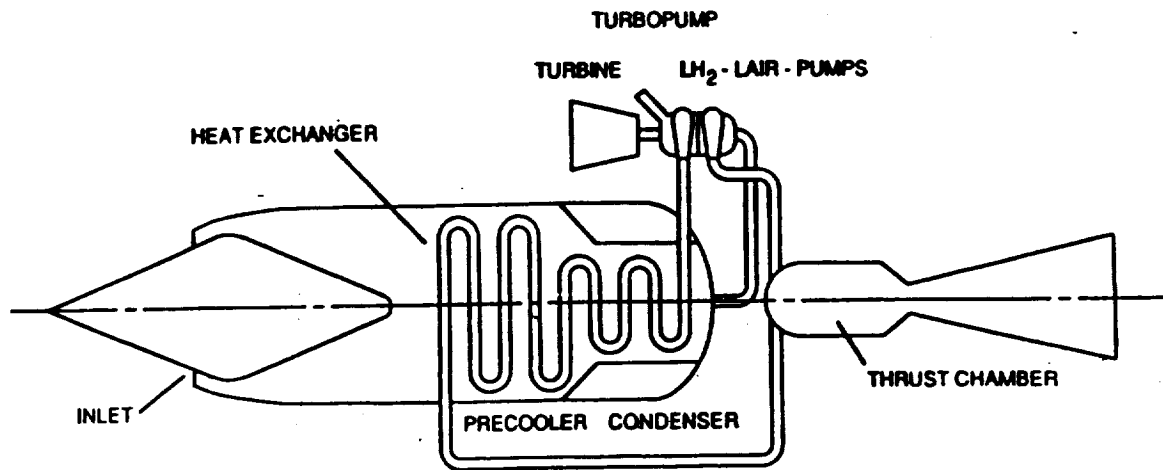 TURBOPUMP
TURBINE LH₂ - LAIR - PUMPS
HEAT EXCHANGER
THRUST CHAMBER
INLET
PRECOOLER CONDENSER